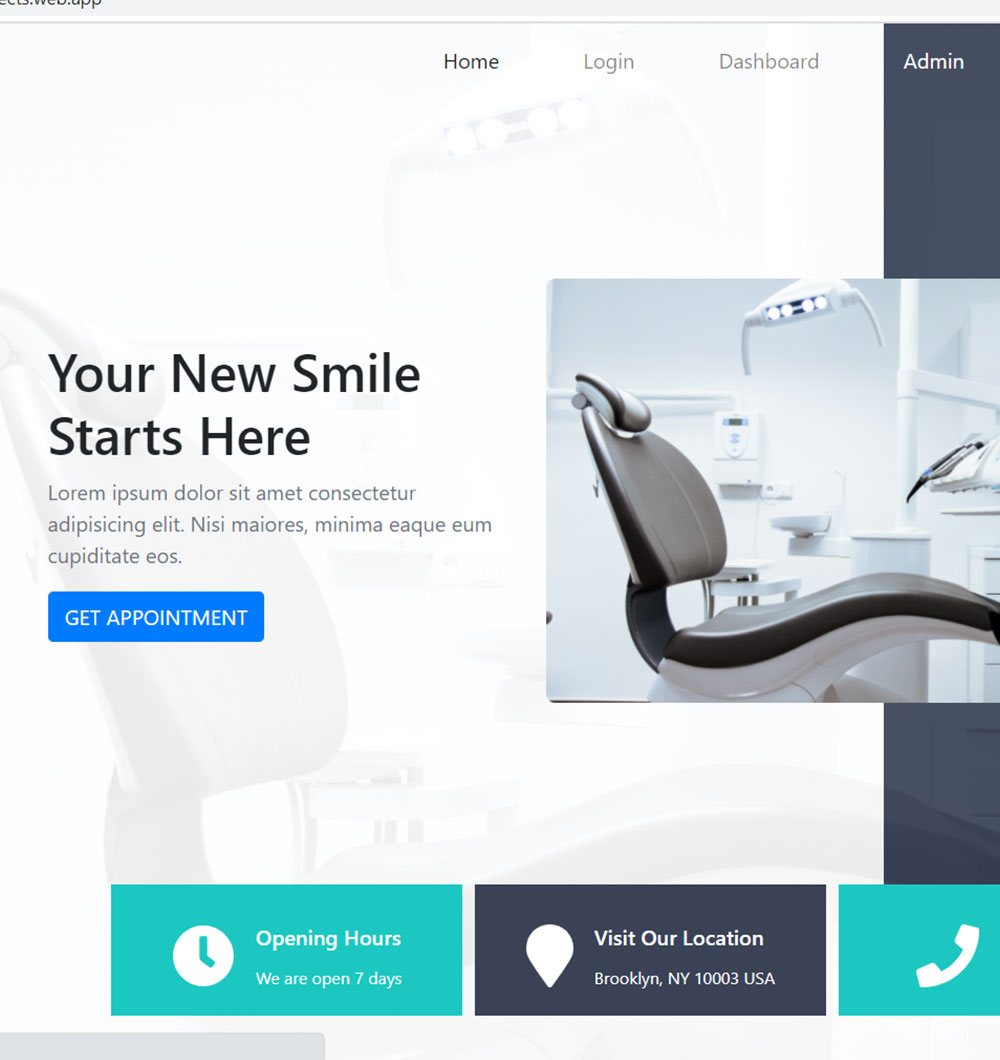 ects.web.app
Home Login Dashboard Admin
Your New Smile
Starts Here
Lorem ipsum dolor sit amet consectetur
adipisicing elit. Nisi maiores, minima eaque eum
cupiditate eos.
GET APPOINTMENT
Opening Hours
We are open 7 days
Visit Our Location
Brooklyn, NY 10003 USA